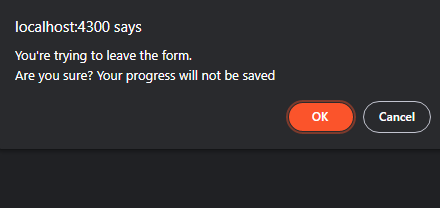 localhost:4300 says
You're trying to leave the form.
Are you sure? Your progress will not be saved
OK
Cancel